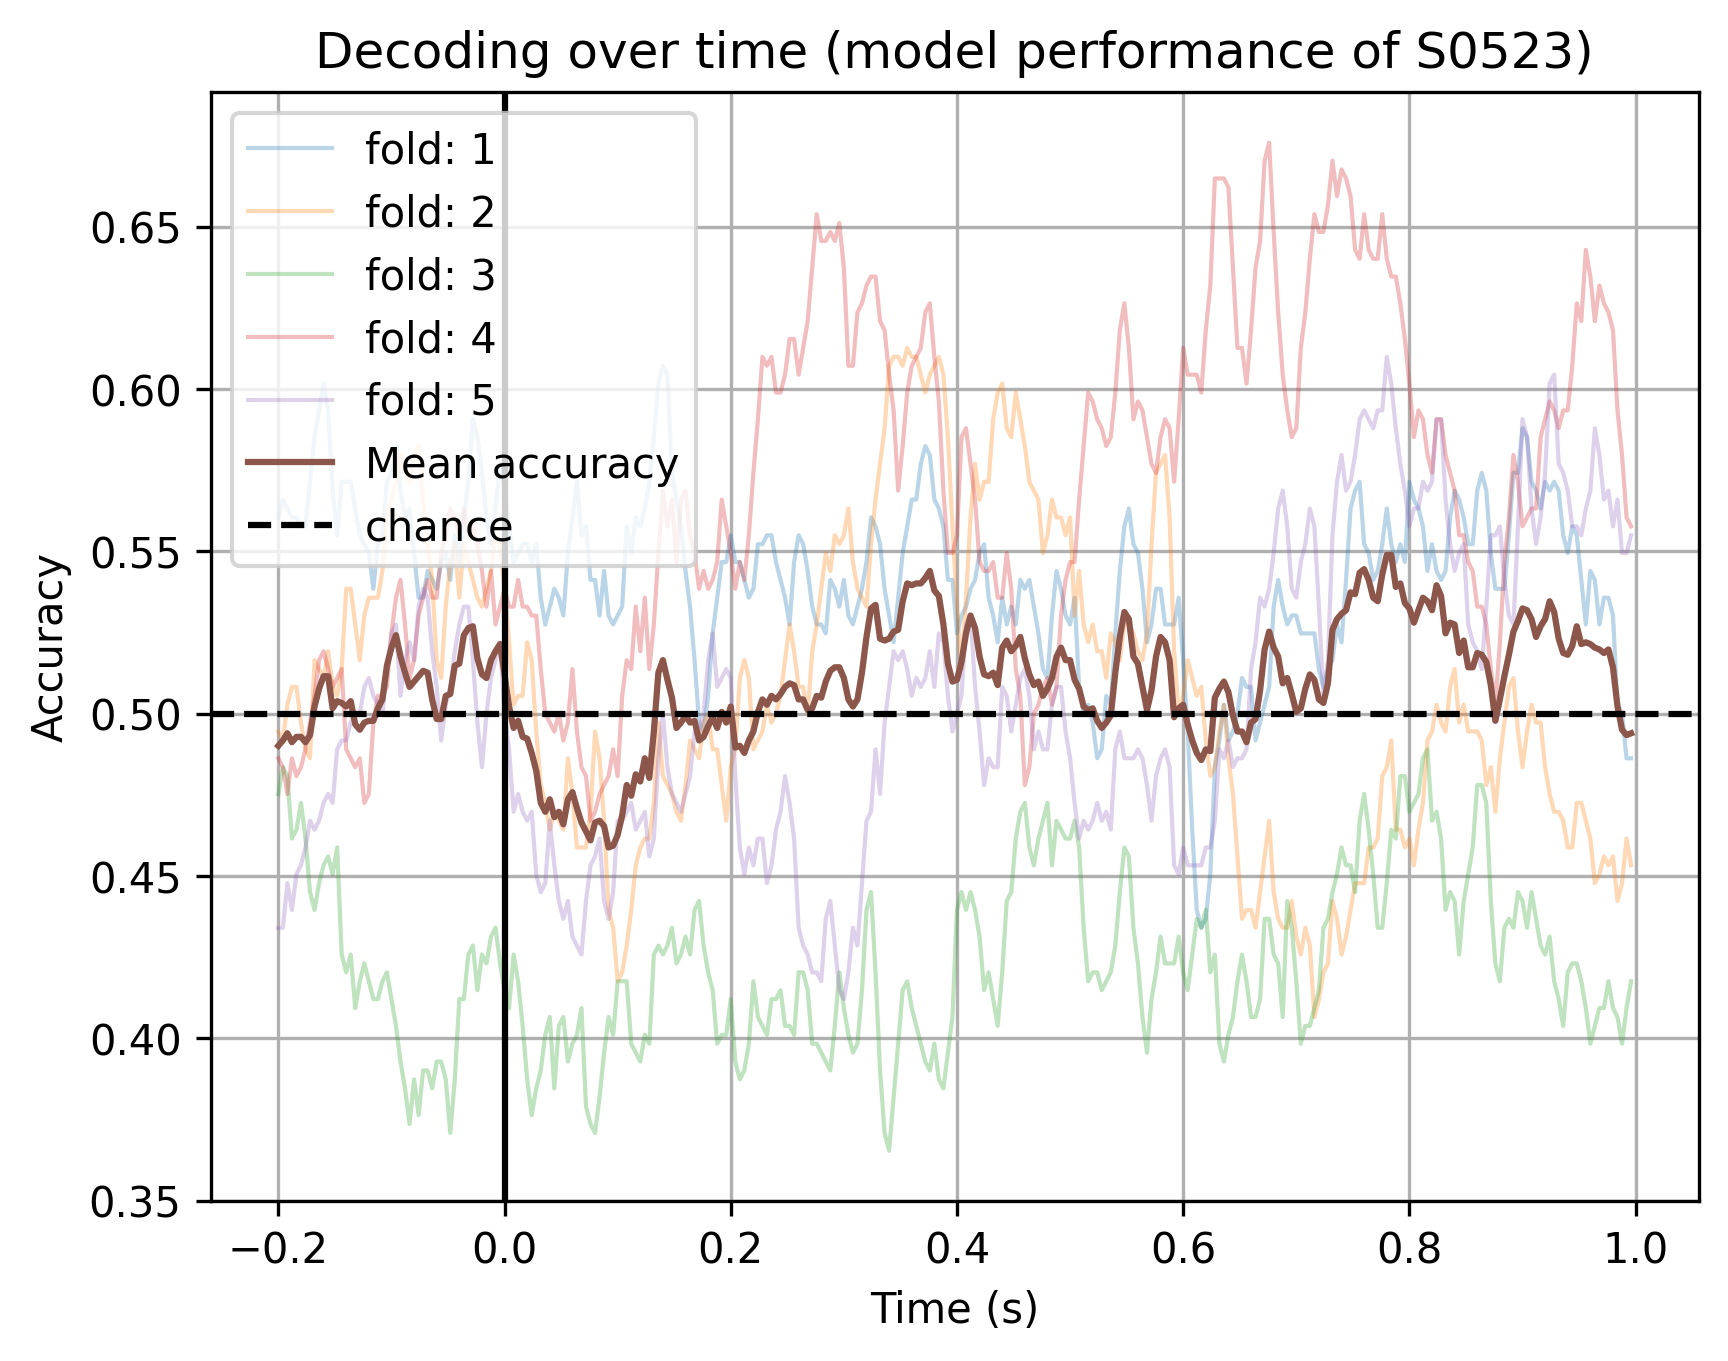 Decoding over time (model performance of S0523)
fold: 1
fold: 2
fold: 3
fold: 4
fold: 5
Mean accuracy
chance
Accuracy
0.65
0.60
0.55
0.50
0.45
0.40
0.35
−0.2 0.0 0.2 0.4 0.6 0.8 1.0
Time (s)